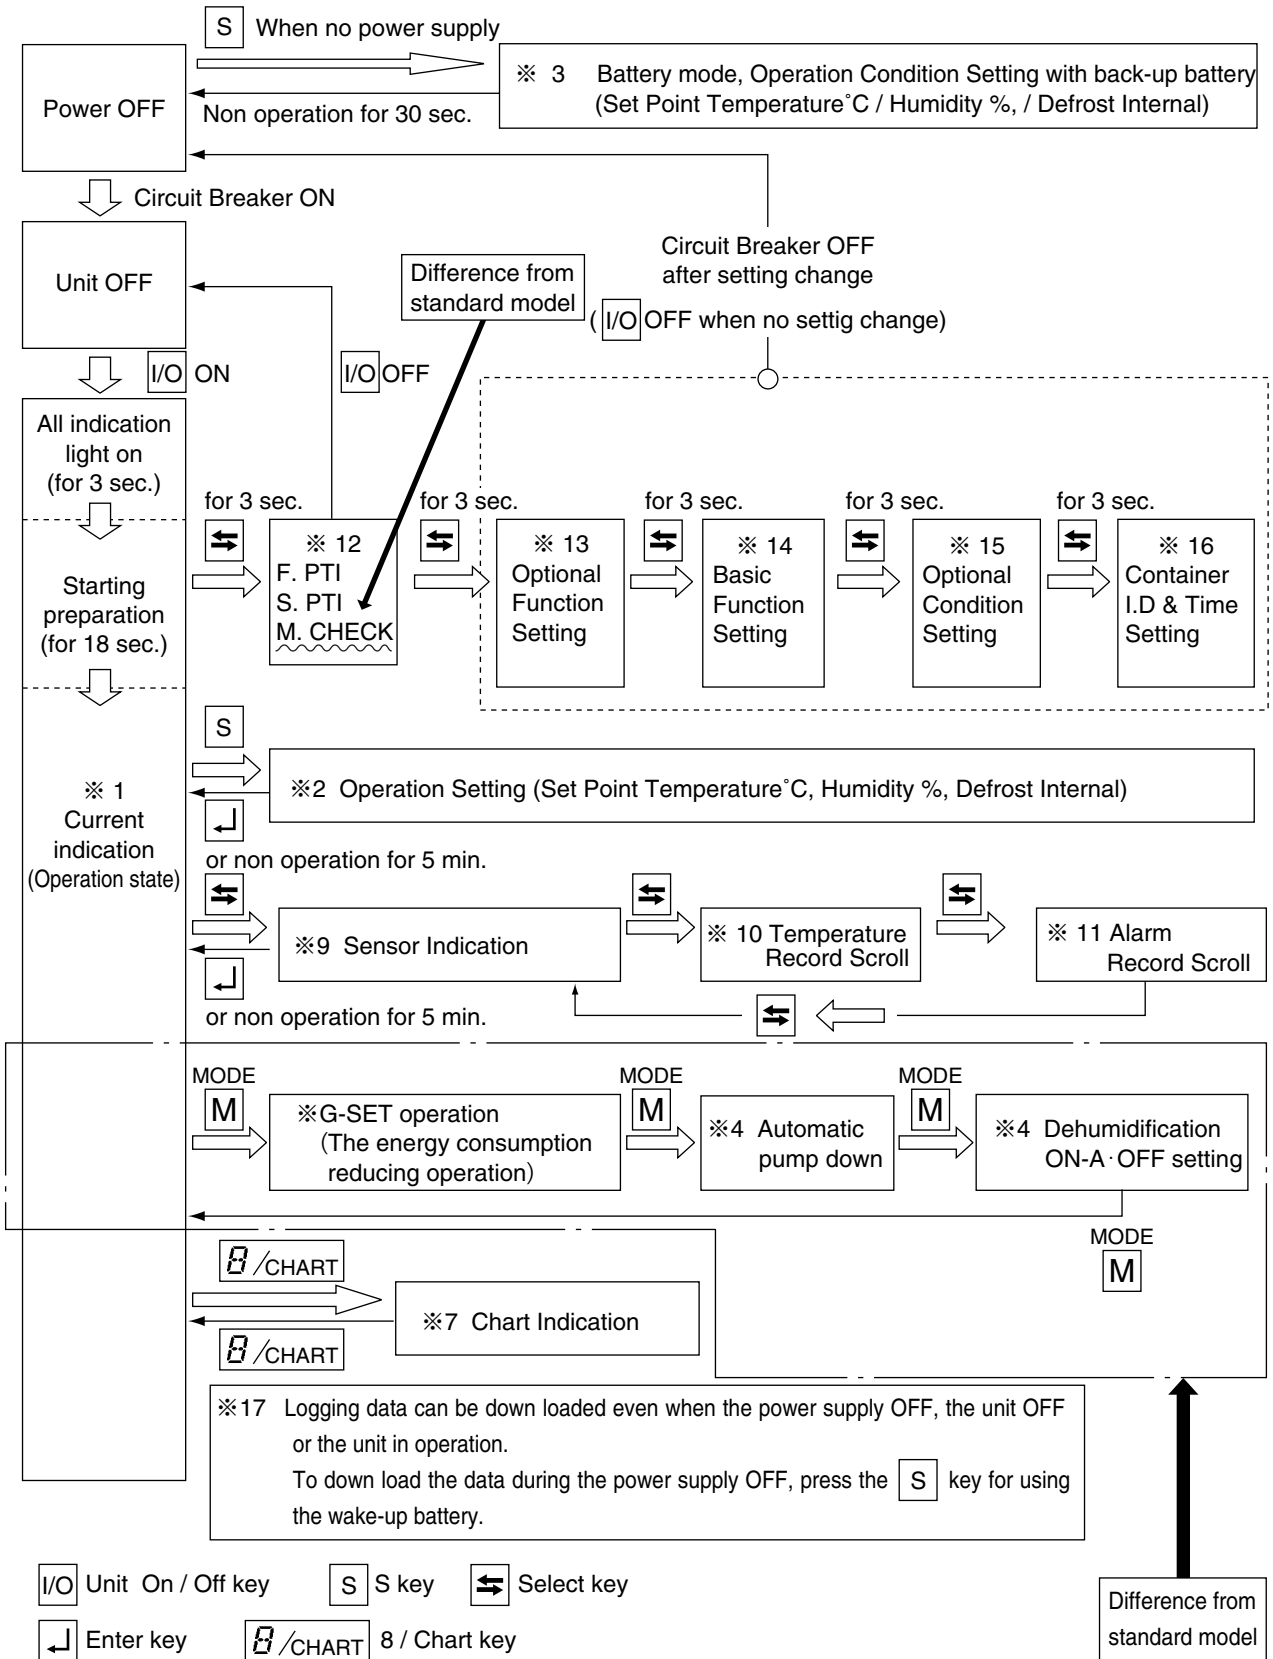 S When no power supply
Power OFF
※ 3 Battery mode, Operation Condition Setting with back-up battery
(Set Point Temperature˚C / Humidity %, / Defrost Internal)
Non operation for 30 sec.
Circuit Breaker ON
Unit OFF
Difference from
standard model
Circuit Breaker OFF
after setting change
( I/O OFF when no settig change)
I/O ON
I/O OFF
All indication
light on
(for 3 sec.)
for 3 sec.
for 3 sec.
for 3 sec.
for 3 sec.
for 3 sec.
Starting
preparation
(for 18 sec.)
※ 12
F. PTI
S. PTI
M. CHECK
※ 13
Optional
Function
Setting
※ 14
Basic
Function
Setting
※ 15
Optional
Condition
Setting
※ 16
Container
I.D & Time
Setting
S
※2 Operation Setting (Set Point Temperature˚C, Humidity %, Defrost Internal)
※ 1
Current
indication
(Operation state)
or non operation for 5 min.
※9 Sensor Indication
※ 10 Temperature
Record Scroll
※ 11 Alarm
Record Scroll
or non operation for 5 min.
MODE
M
※G-SET operation
(The energy consumption
reducing operation)
MODE
M
※4 Automatic
pump down
MODE
M
※4 Dehumidification
ON-A·OFF setting
MODE
M
8 /CHART
※7 Chart Indication
8 /CHART
※17 Logging data can be down loaded even when the power supply OFF, the unit OFF
or the unit in operation.
To down load the data during the power supply OFF, press the S key for using
the wake-up battery.
I/O Unit On / Off key
S S key
Select key
Enter key
8 /CHART 8 / Chart key
Difference from
standard model